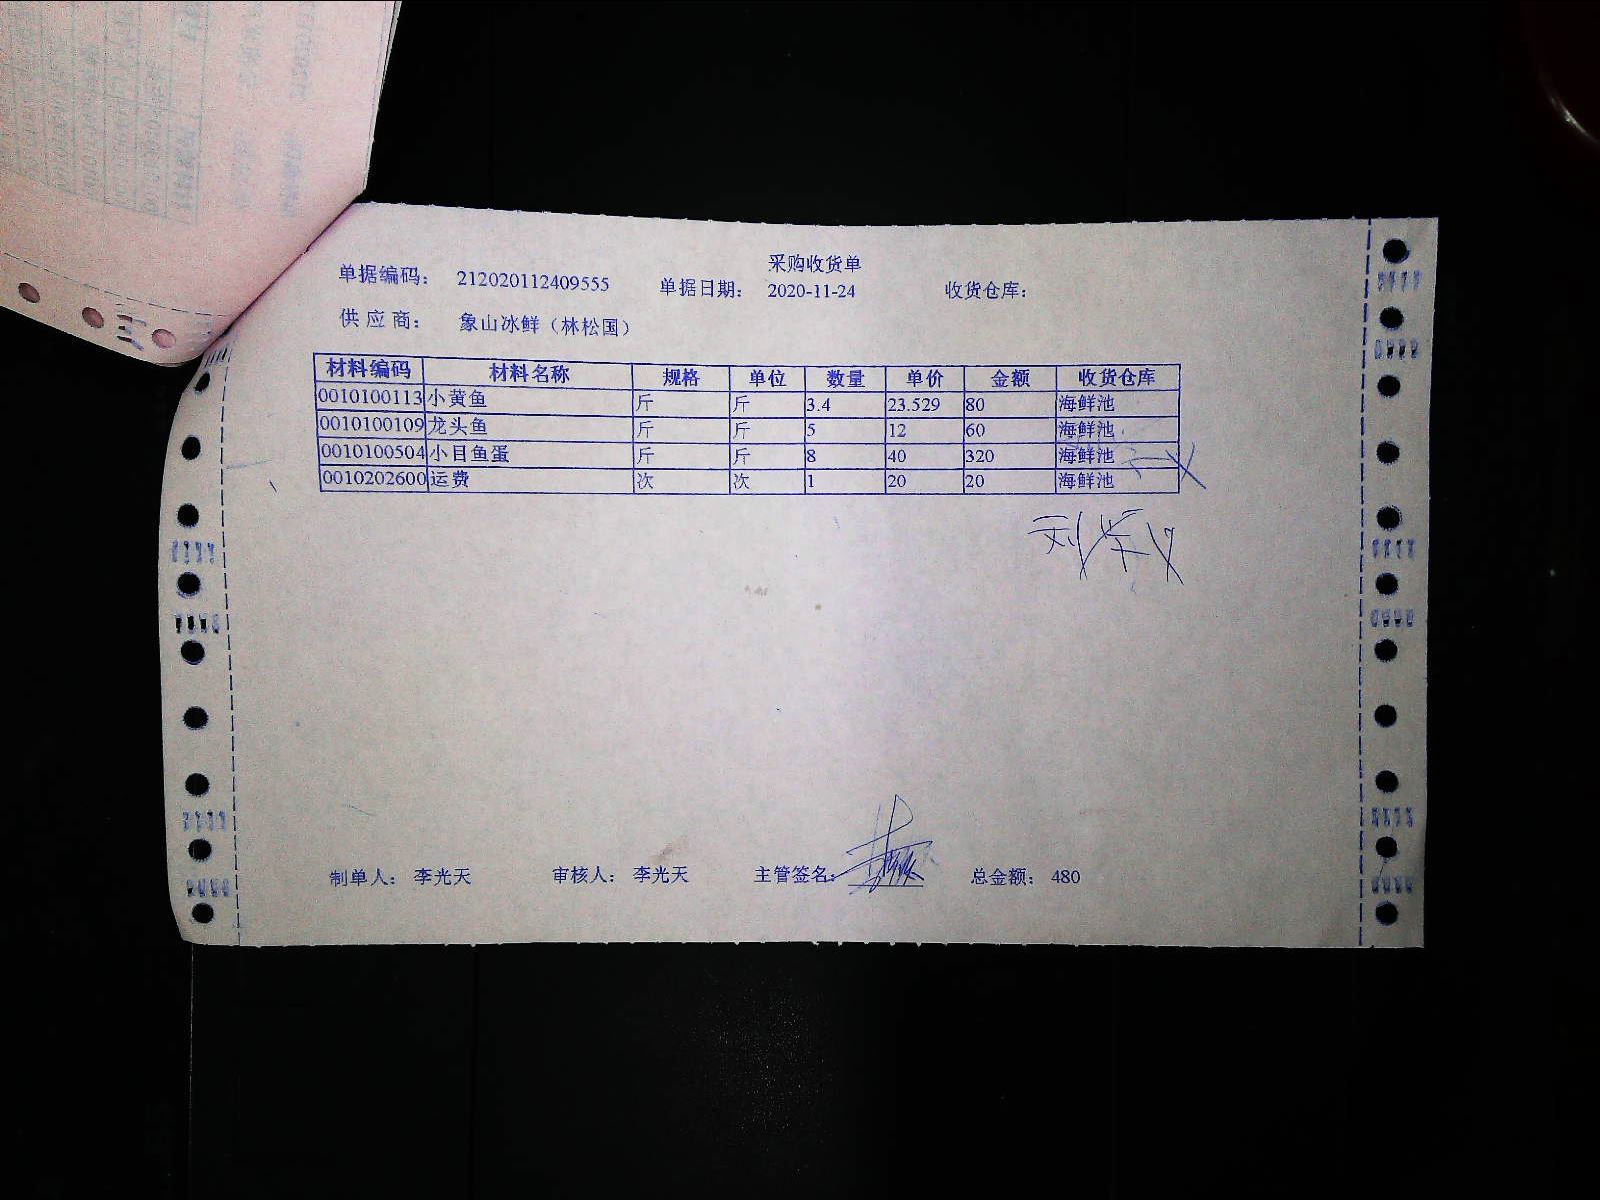 采购收货单
单据编码： 212020112409555 单据日期： 2020-11-24 收货仓库：
供应商： 象山冰鲜（林松国）
材料编码 材料名称 规格 单位 数量 单价 金额 收货仓库
0010100113 小黄鱼 斤 斤 3.4 23.529 80 海鲜池
0010100109 龙头鱼 斤 斤 5 12 60 海鲜池
0010100504 小目鱼蛋 斤 斤 8 40 320 海鲜池
0010202600 运费 次 次 1 20 20 海鲜池
制单人： 李光天 审核人： 李光天 主管签名： 总金额： 480